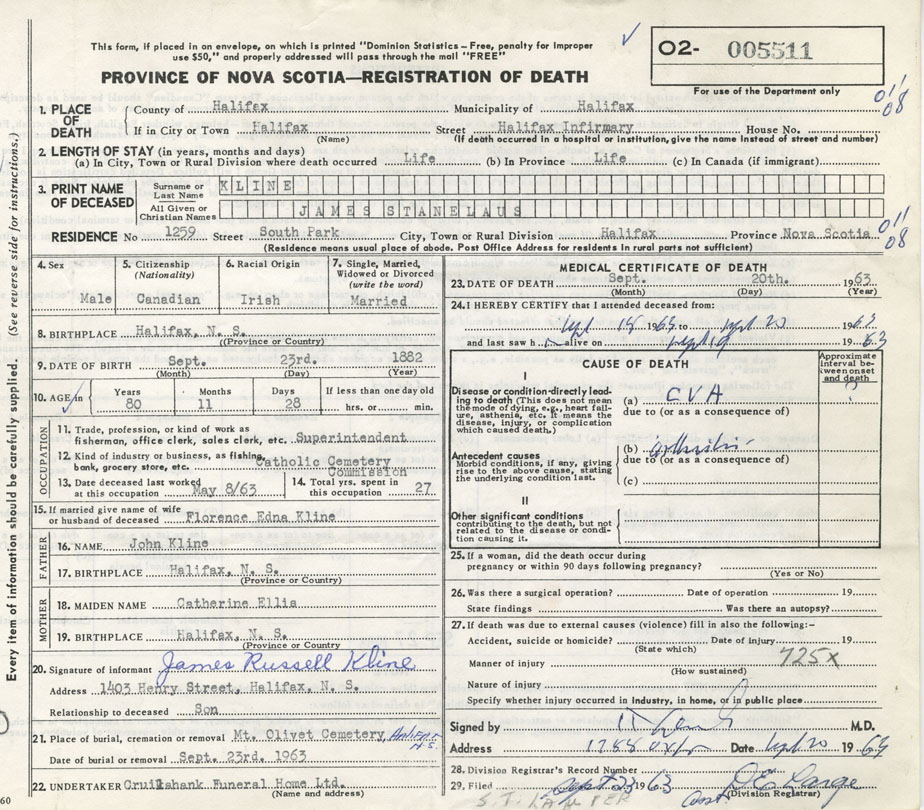 This form, if placed in an envelope, on which is printed "Dominion Statistics – Free, penalty for improper
use $50," and properly addressed will pass through the mail "FREE"
PROVINCE OF NOVA SCOTIA—REGISTRATION OF DEATH
O2- 005511
For use of the Department only
011
08
Every item of information should be carefully supplied. (See reverse side for instructions.)
1. PLACE OF DEATH
County of Halifax Municipality of Halifax
If in City or Town Halifax Street Halifax Infirmary House No.
(Name) (If death occurred in a hospital or institution, give the name instead of street and number)
2. LENGTH OF STAY (in years, months and days)
(a) In City, Town or Rural Division where death occurred Life (b) In Province Life (c) In Canada (if immigrant)
3. PRINT NAME OF DECEASED
Surname or Last Name KLINE
All Given or Christian Names JAMES STANELAUS
RESIDENCE No 1259 Street South Park City, Town or Rural Division Halifax Province Nova Scotia
011
08
(Residence means usual place of abode. Post Office Address for residents in rural parts not sufficient)
4. Sex
Male
5. Citizenship
(Nationality)
Canadian
6. Racial Origin
Irish
7. Single, Married,
Widowed or Divorced
(write the word)
Married
8. BIRTHPLACE Halifax, N. S.
(Province or Country)
9. DATE OF BIRTH Sept. 23rd. 1882
(Month) (Day) (Year)
10. AGE in
Years Months Days If less than one day old
80 11 28 hrs. or min.
OCCUPATION
11. Trade, profession, or kind of work as
fisherman, office clerk, sales clerk, etc. Superintendent
12. Kind of industry or business, as fishing,
bank, grocery store, etc. Catholic Cemetery
Commission
13. Date deceased last worked
at this occupation May 8/63
14. Total yrs. spent in
this occupation 27
15. If married give name of wife
or husband of deceased Florence Edna Kline
FATHER
16. NAME John Kline
17. BIRTHPLACE Halifax, N. S.
(Province or Country)
MOTHER
18. MAIDEN NAME Catherine Ellis
19. BIRTHPLACE Halifax, N. S.
(Province or Country)
20. Signature of informant James Russell Kline
Address 1403 Henry Street, Halifax, N. S.
Relationship to deceased Son
21. Place of burial, cremation or removal Mt. Olivet Cemetery, N.S.
Date of burial or removal Sept. 23rd. 1963
22. UNDERTAKER Cruikshank Funeral Home Ltd.
(Name and address)
60
MEDICAL CERTIFICATE OF DEATH
23. DATE OF DEATH Sept. 20th. 1963
(Month) (Day) (Year)
24. I HEREBY CERTIFY that I attended deceased from:
1963 to Sept 20 1963
and last saw h alive on Sept 19 1963
CAUSE OF DEATH
Approximate
interval be-
tween onset
and death
I
Disease or condition directly lead-
ing to death (This does not mean
the mode of dying, e.g., heart failure, asthenia, etc. It means the
disease, injury, or complication
which caused death.)
(a) CVA ?
due to (or as a consequence of)
Antecedent causes
Morbid conditions, if any, giving
rise to the above cause, stating
the underlying condition last.
(b) arthritis
due to (or as a consequence of)
(c)
II
Other significant conditions
contributing to the death, but not
related to the disease or condi-
tion causing it.
25. If a woman, did the death occur during
pregnancy or within 90 days following pregnancy?
(Yes or No)
26. Was there a surgical operation? Date of operation 19
State findings Was there an autopsy?
27. If death was due to external causes (violence) fill in also the following:–
Accident, suicide or homicide? Date of injury 19
(State which)
725X
Manner of injury
(How sustained)
Nature of injury
Specify whether injury occurred in Industry, in home, or in public place
Signed by M.D.
Address Date Sept 20 1963
28. Division Registrar's Record Number
29. Filed Sept 23 1963
(Division Registrar)